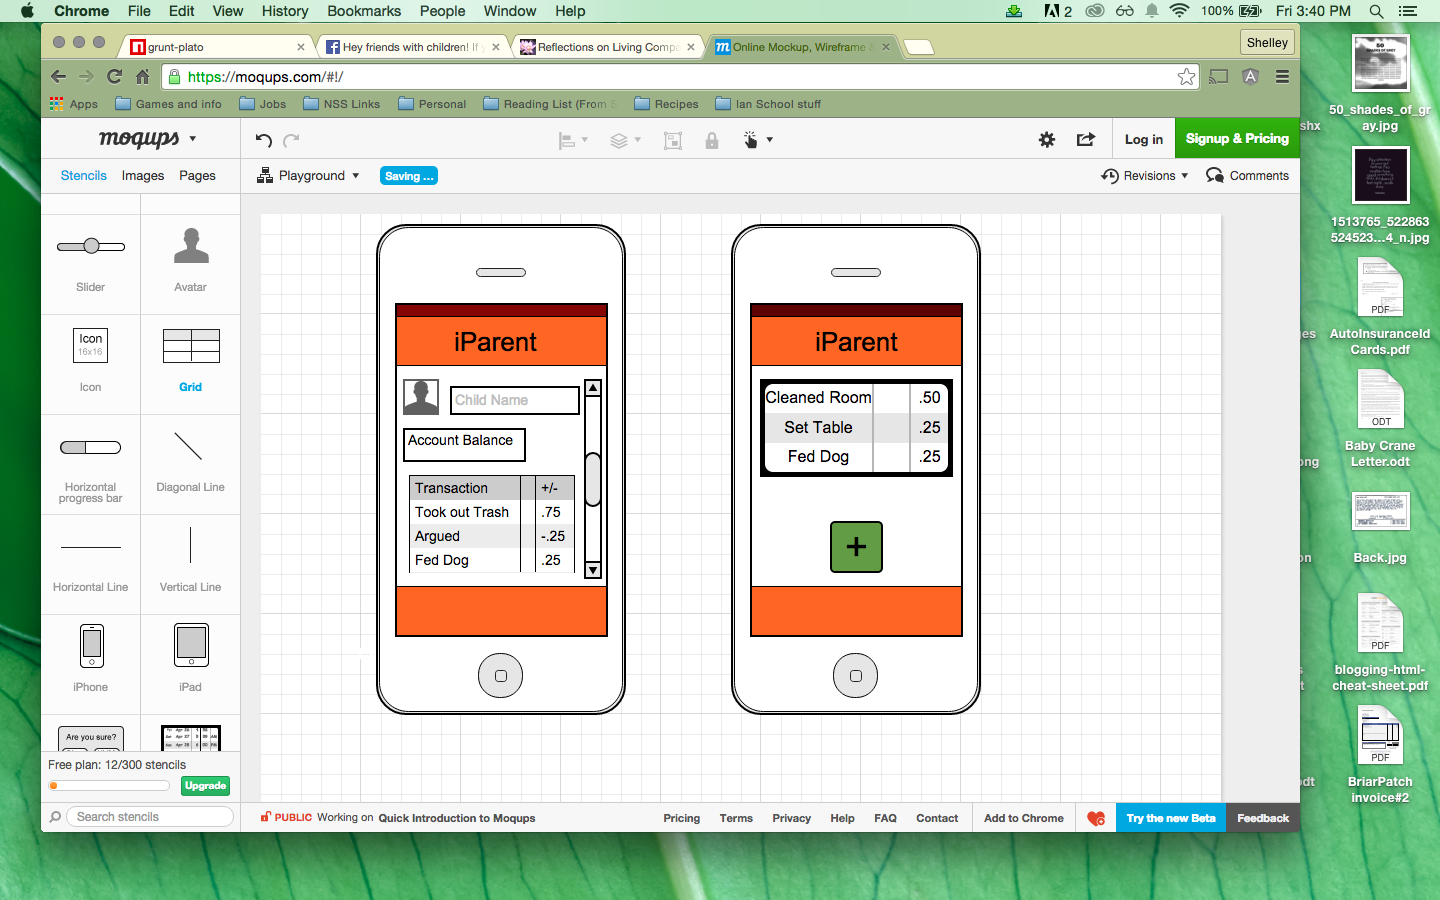 Chrome File Edit View History Bookmarks People Window Help
2 100% Fri 3:40 PM
grunt-plato
Hey friends with children! If y
Reflections on Living Compa
Online Mockup, Wireframe &
Shelley
https://moqups.com/#!/
Apps Games and info Jobs NSS Links Personal Reading List (From S Recipes Ian School stuff
moqups
Log in
Signup & Pricing
Stencils Images Pages
Playground
Saving ...
Revisions
Comments
Slider
Avatar
Icon
16x16
Icon
Grid
Horizontal
progress bar
Diagonal Line
Horizontal Line
Vertical Line
iPhone
iPad
Are you sure?
Free plan: 12/300 stencils
Upgrade
Search stencils
iParent
Child Name
Account Balance
Transaction +/-
Took out Trash .75
Argued -.25
Fed Dog .25
iParent
Cleaned Room .50
Set Table .25
Fed Dog .25
+
PUBLIC Working on Quick Introduction to Moqups
Pricing Terms Privacy Help FAQ Contact
Add to Chrome
Try the new Beta
Feedback
50_shades_of_gr
ay.jpg
shx
1513765_522863
524523...4_n.jpg
PDF
AutoInsuranceId
Cards.pdf
ges
ODT
Baby Crane
Letter.odt
ong
Back.jpg
on
PDF
blogging-html-
cheat-sheet.pdf
s
t
PDF
BriarPatch
invoice#2
odt